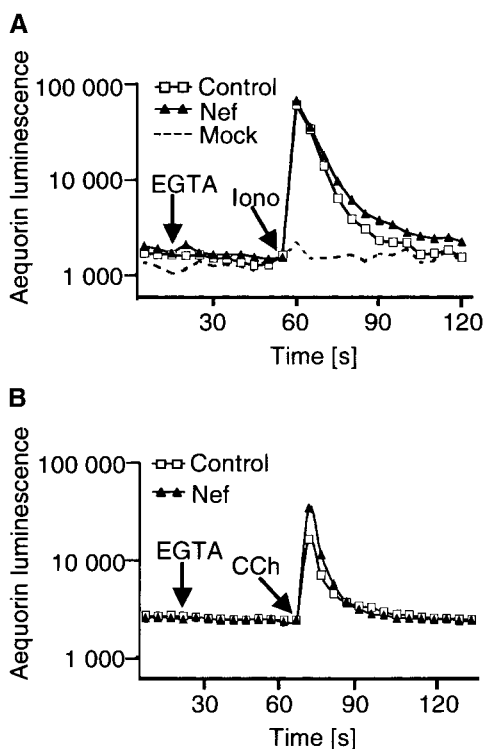 A
Aequorin luminescence
100 000
10 000
1 000
Control
Nef
Mock
EGTA
Iono
30 60 90 120
Time [s]
B
Aequorin luminescence
100 000
10 000
1 000
Control
Nef
EGTA
CCh
30 60 90 120
Time [s]